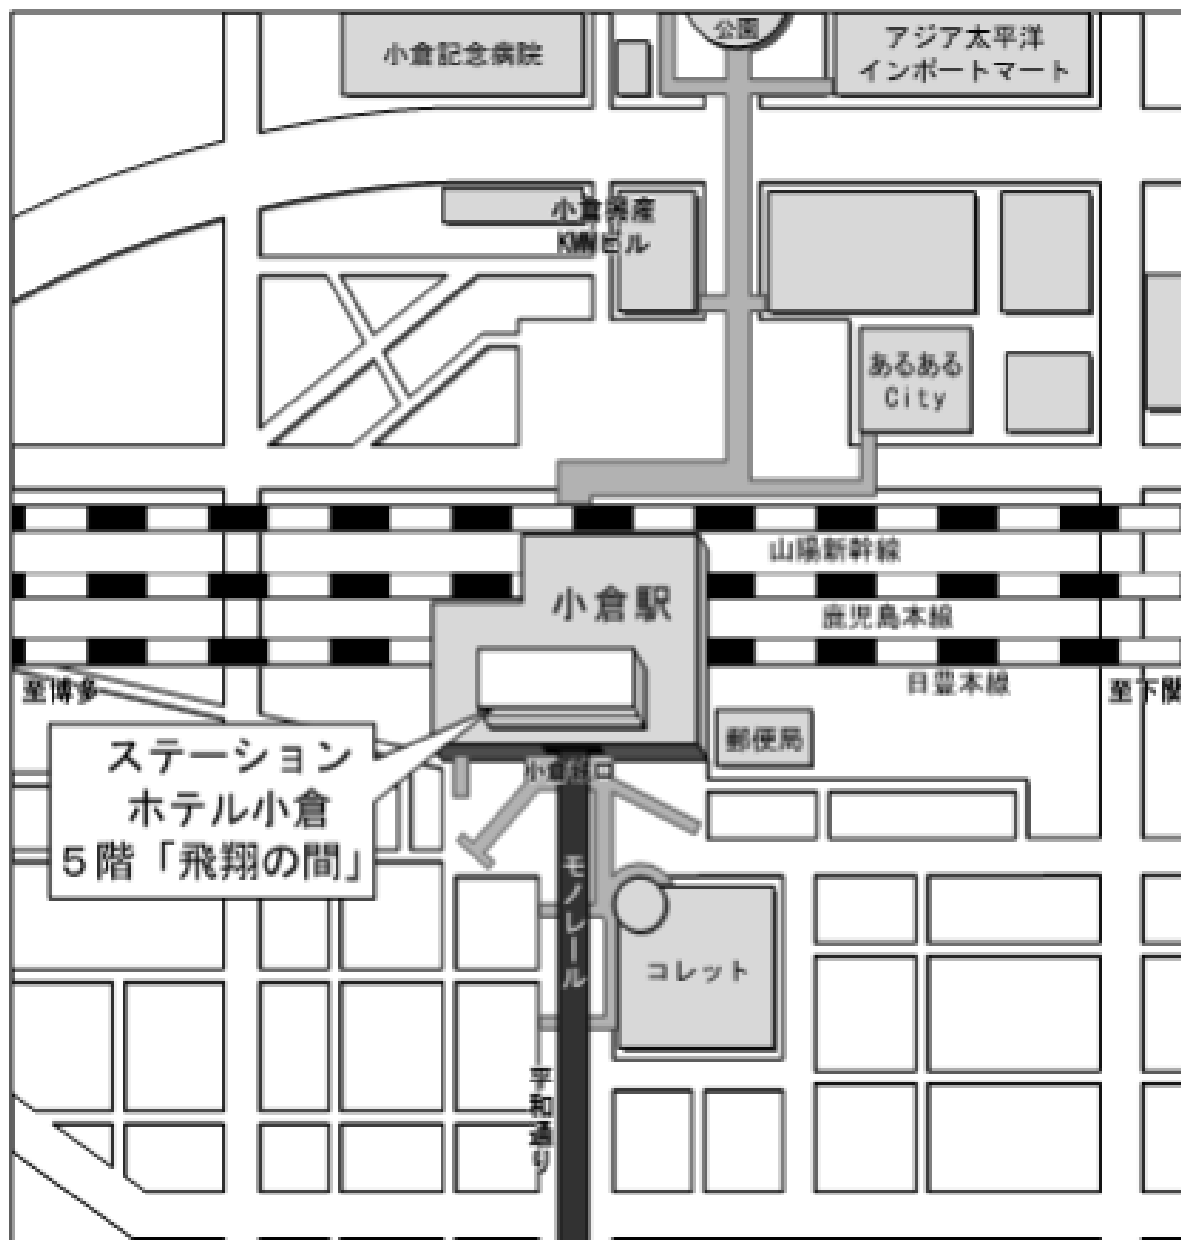 公園
小倉記念病院
アジア太平洋
インポートマート
小倉興産
KMMビル
あるある
City
山陽新幹線
小倉駅
鹿児島本線
日豊本線
至博多
至下関
郵便局
ステーション
ホテル小倉
5階「飛翔の間」
モノレール
コレット
平和通り